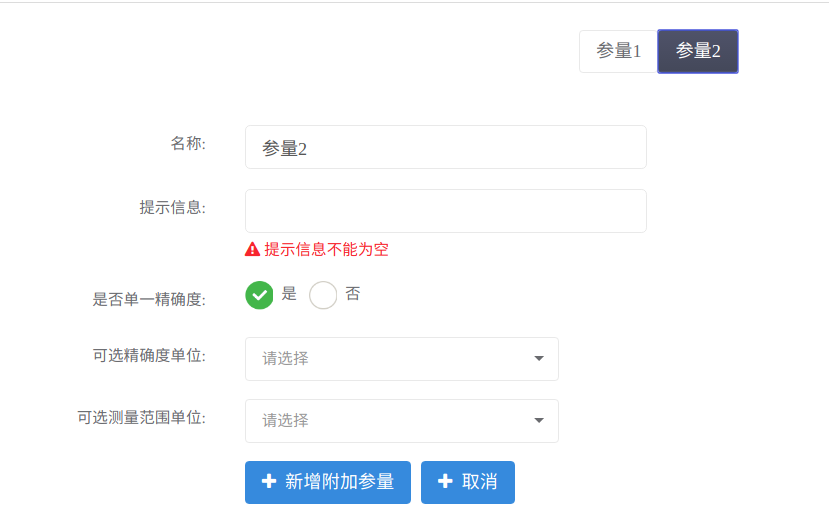 参量1 参量2
名称: 参量2
提示信息:
提示信息不能为空
是否单一精确度: 是 否
可选精确度单位: 请选择
可选测量范围单位: 请选择
新增附加参量 取消